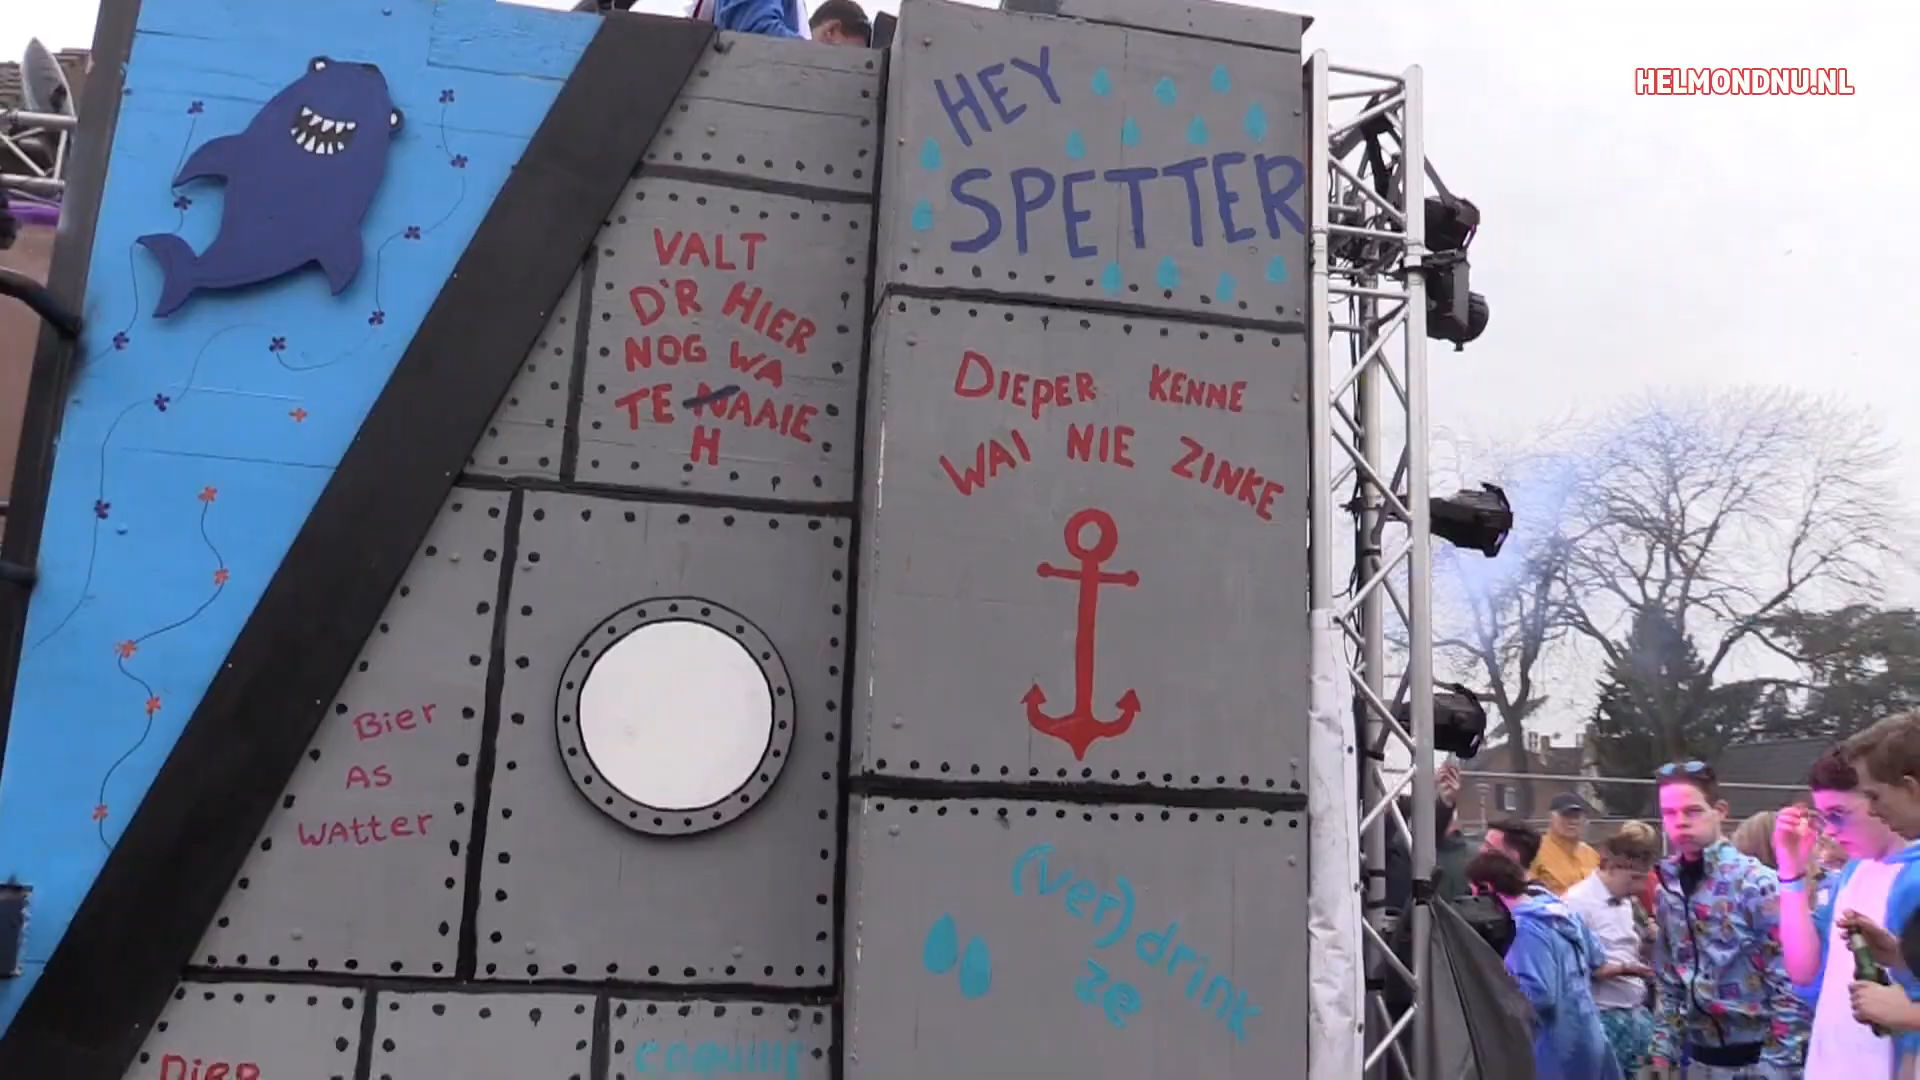 HELMONDNU.NL
HEY
SPETTER
VALT
D'R HIER
NOG WA
TE NAAIE
H
DIEPER KENNE
WAI NIE ZINKE
Bier
AS
WAtter
(ver)drink
ze
DIEP